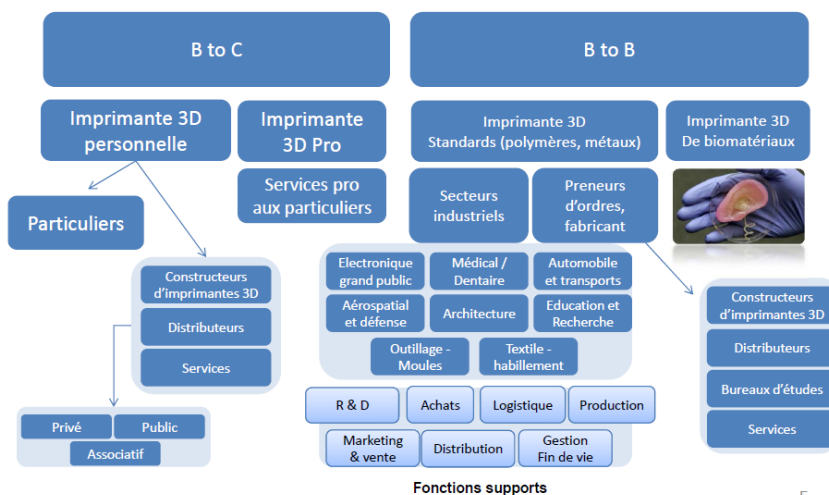 B to C
B to B
Imprimante 3D
personnelle
Imprimante
3D Pro
Imprimante 3D
Standards (polymères, métaux)
Imprimante 3D
De biomatériaux
Particuliers
Services pro
aux particuliers
Secteurs
industriels
Preneurs
d'ordres,
fabricant
Constructeurs
d'imprimantes 3D
Distributeurs
Services
Electronique
grand public
Médical /
Dentaire
Automobile
et transports
Aérospatial
et défense
Architecture
Education et
Recherche
Outillage -
Moules
Textile -
habillement
Constructeurs
d'imprimantes 3D
Distributeurs
Bureaux d'études
Services
Privé
Public
Associatif
R & D
Achats
Logistique
Production
Marketing
& vente
Distribution
Gestion
Fin de vie
Fonctions supports